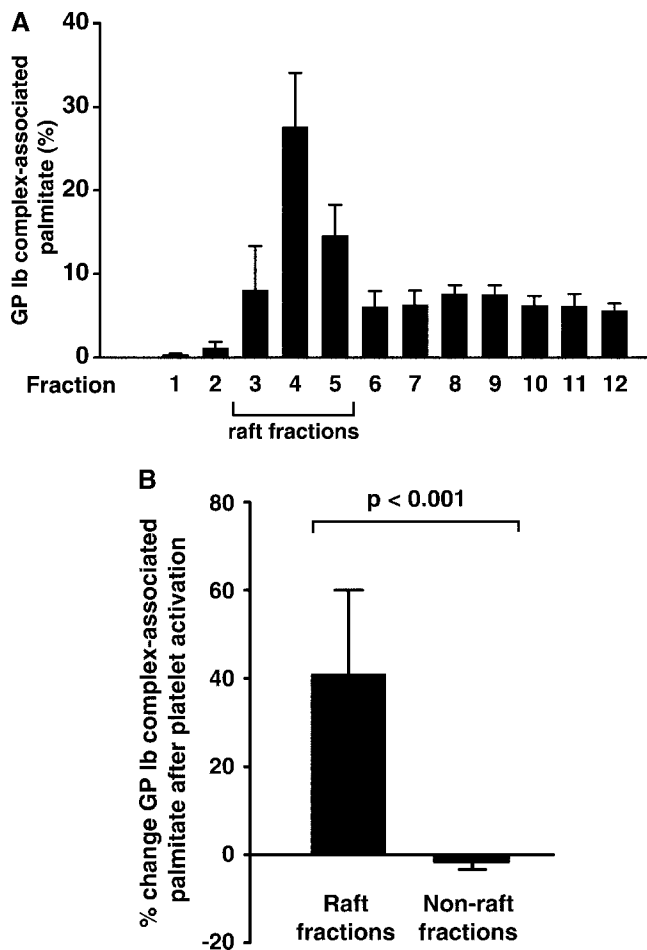 A
GP Ib complex-associated
palmitate (%)
40
30
20
10
0
Fraction 1 2 3 4 5 6 7 8 9 10 11 12
raft fractions
B
% change GP Ib complex-associated
palmitate after platelet activation
80
60
40
20
0
-20
p < 0.001
Raft
fractions
Non-raft
fractions